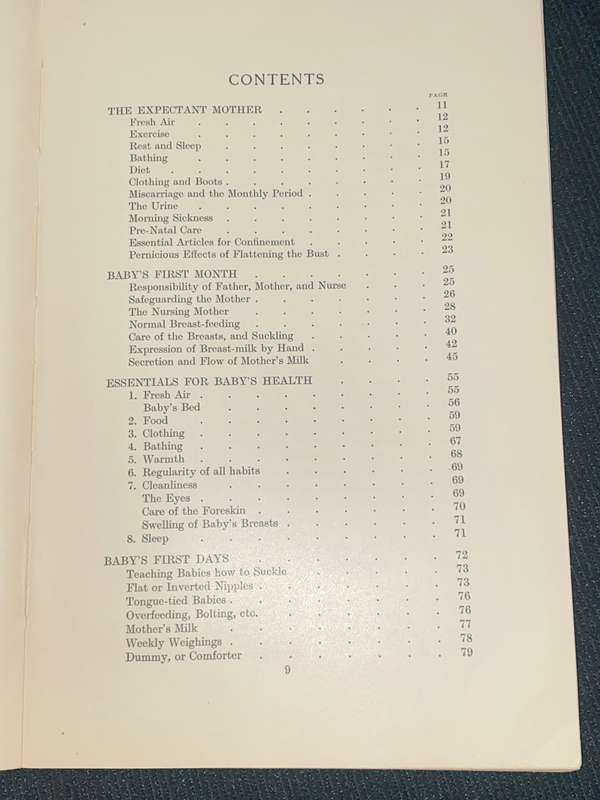 CONTENTS
PAGE
THE EXPECTANT MOTHER . . . . . . 11
Fresh Air . . . . . . . . 12
Exercise . . . . . . . . 12
Rest and Sleep . . . . . . . 15
Bathing . . . . . . . . 15
Diet . . . . . . . . . 17
Clothing and Boots . . . . . . . 19
Miscarriage and the Monthly Period . . . . 20
The Urine . . . . . . . . 20
Morning Sickness . . . . . . . 21
Pre-Natal Care . . . . . . . 21
Essential Articles for Confinement . . . . 22
Pernicious Effects of Flattening the Bust . . . 23
BABY'S FIRST MONTH . . . . . . 25
Responsibility of Father, Mother, and Nurse . . . 25
Safeguarding the Mother . . . . . . 26
The Nursing Mother . . . . . . 28
Normal Breast-feeding . . . . . . 32
Care of the Breasts, and Suckling . . . . 40
Expression of Breast-milk by Hand . . . . 42
Secretion and Flow of Mother's Milk . . . . 45
ESSENTIALS FOR BABY'S HEALTH . . . . 55
1. Fresh Air . . . . . . . . 55
Baby's Bed . . . . . . . 56
2. Food . . . . . . . . 59
3. Clothing . . . . . . . . 59
4. Bathing . . . . . . . . 67
5. Warmth . . . . . . . . 68
6. Regularity of all habits . . . . . 69
7. Cleanliness . . . . . . . 69
The Eyes . . . . . . . . 69
Care of the Foreskin . . . . . . 70
Swelling of Baby's Breasts . . . . . 71
8. Sleep . . . . . . . . 71
BABY'S FIRST DAYS . . . . . . 72
Teaching Babies how to Suckle . . . . 73
Flat or Inverted Nipples . . . . . . 73
Tongue-tied Babies . . . . . . . 76
Overfeeding, Bolting, etc. . . . . . . 76
Mother's Milk . . . . . . . 77
Weekly Weighings . . . . . . . 78
Dummy, or Comforter . . . . . . 79
9